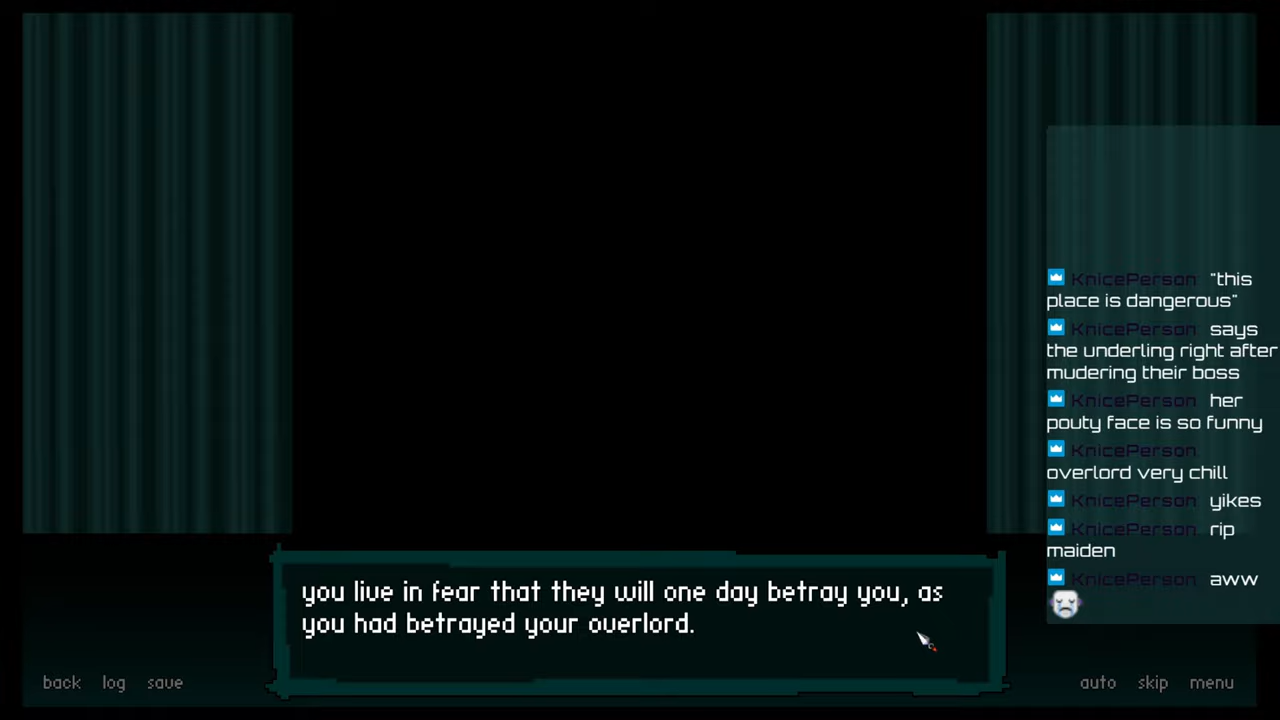 KnicePerson "this
place is dangerous"
KnicePerson says
the underling right after
mudering their boss
KnicePerson her
pouty face is so funny
KnicePerson
overlord very chill
KnicePerson yikes
KnicePerson rip
maiden
KnicePerson aww
you live in fear that they will one day betray you, as
you had betrayed your overlord.
back log save auto skip menu